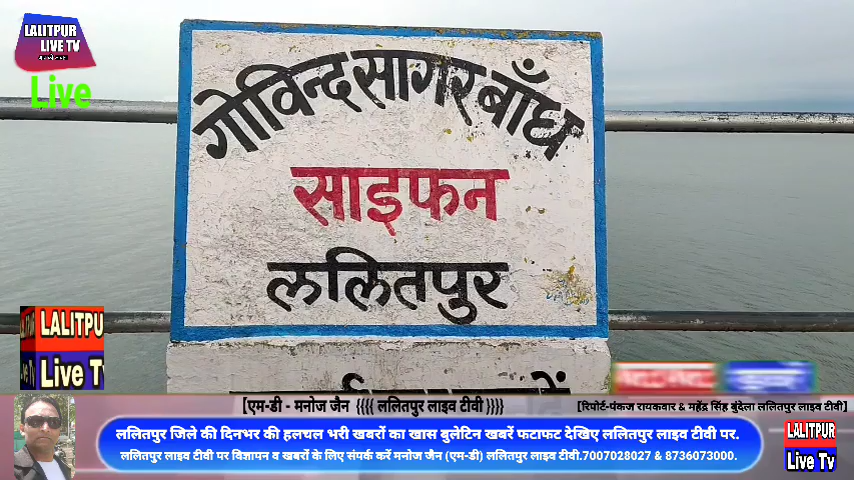 LALITPUR
LIVE TV
Live
गोविन्द सागर बाँध
साइफन
ललितपुर
LALITPU
Live Tv
【एम-डी - मनोज जैन {{{{ ललितपुर लाइव टीवी }}}}
[रिपोर्ट-पंकज रायकवार & महेंद्र सिंह बुंदेला ललितपुर लाइव टीवी]
ललितपुर जिले की दिनभर की हलचल भरी खबरों का खास बुलेटिन खबरें फटाफट देखिए ललितपुर लाइव टीवी पर.
ललितपुर लाइव टीवी पर विज्ञापन व खबरों के लिए संपर्क करें मनोज जैन (एम-डी) ललितपुर लाइव टीवी.7007028027 & 8736073000.
LALITPUR
Live Tv